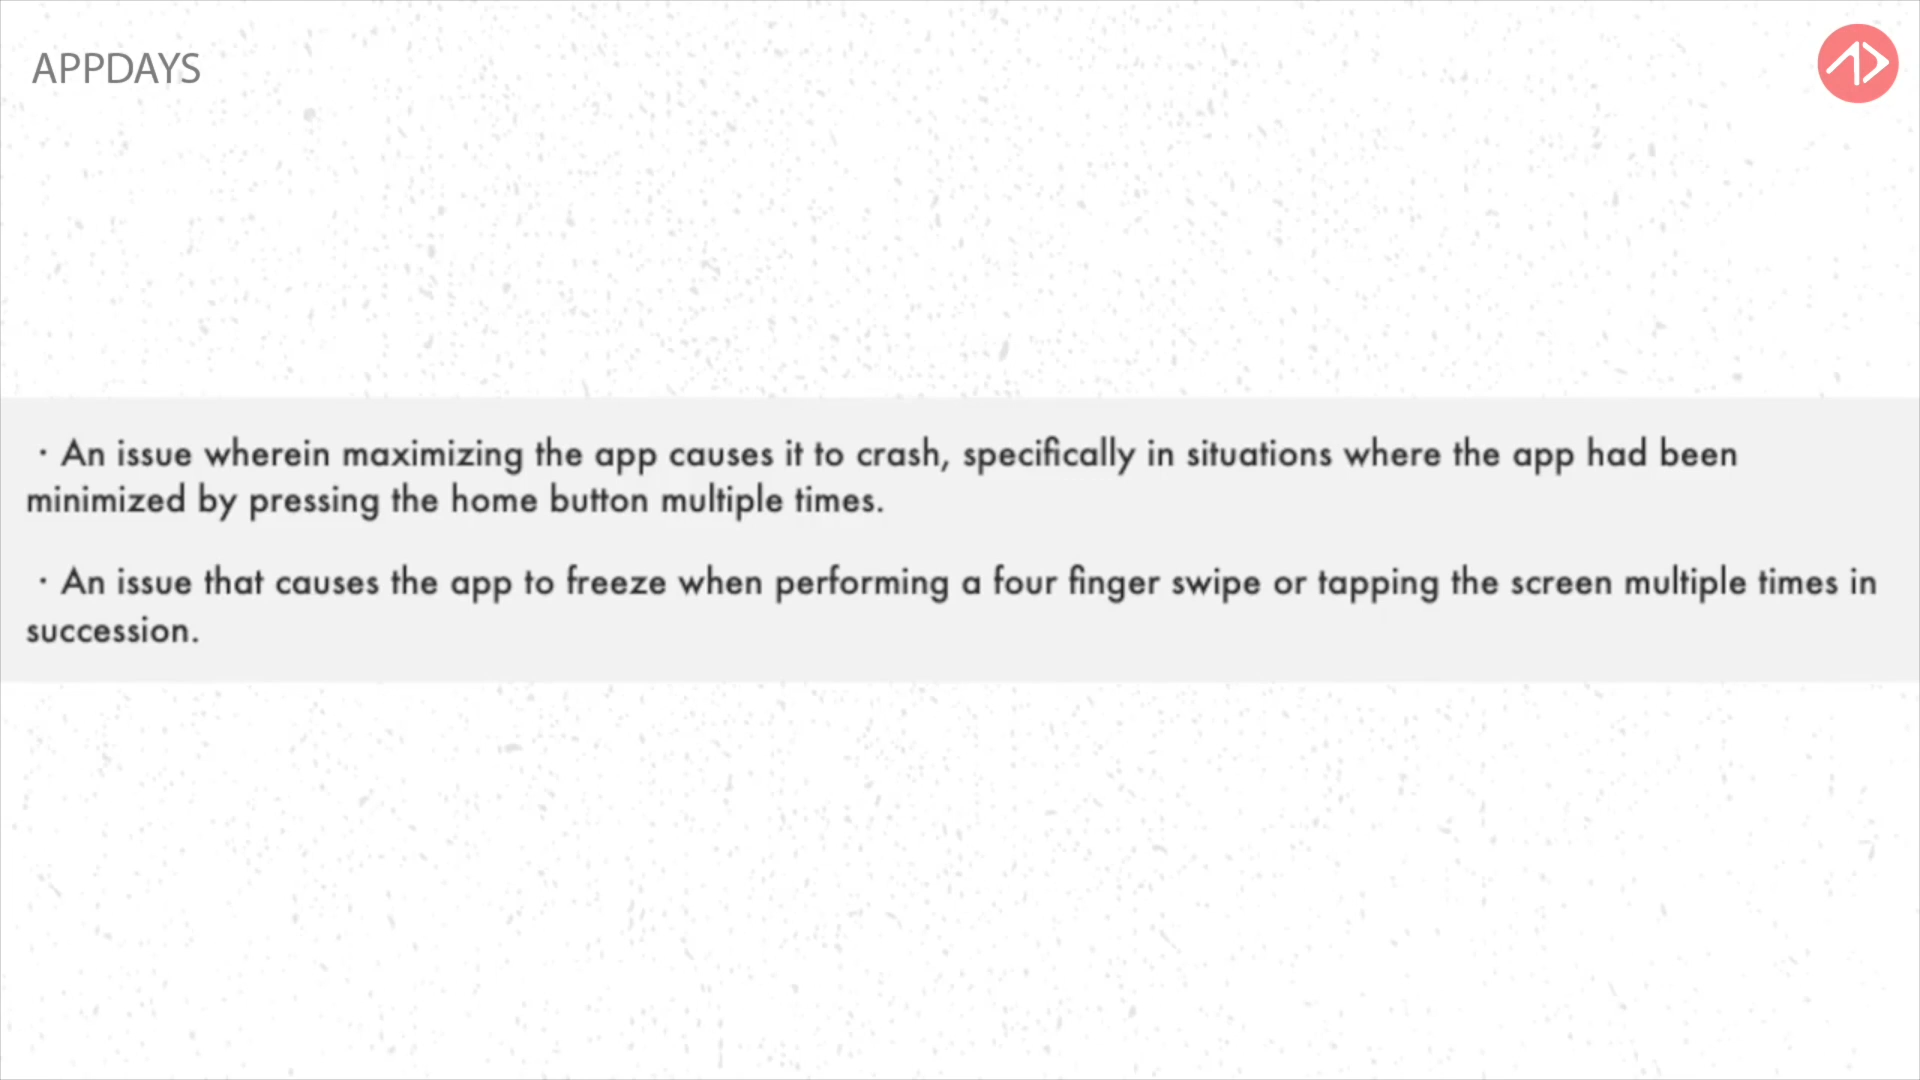 APPDAYS
· An issue wherein maximizing the app causes it to crash, specifically in situations where the app had been
minimized by pressing the home button multiple times.
· An issue that causes the app to freeze when performing a four finger swipe or tapping the screen multiple times in
succession.